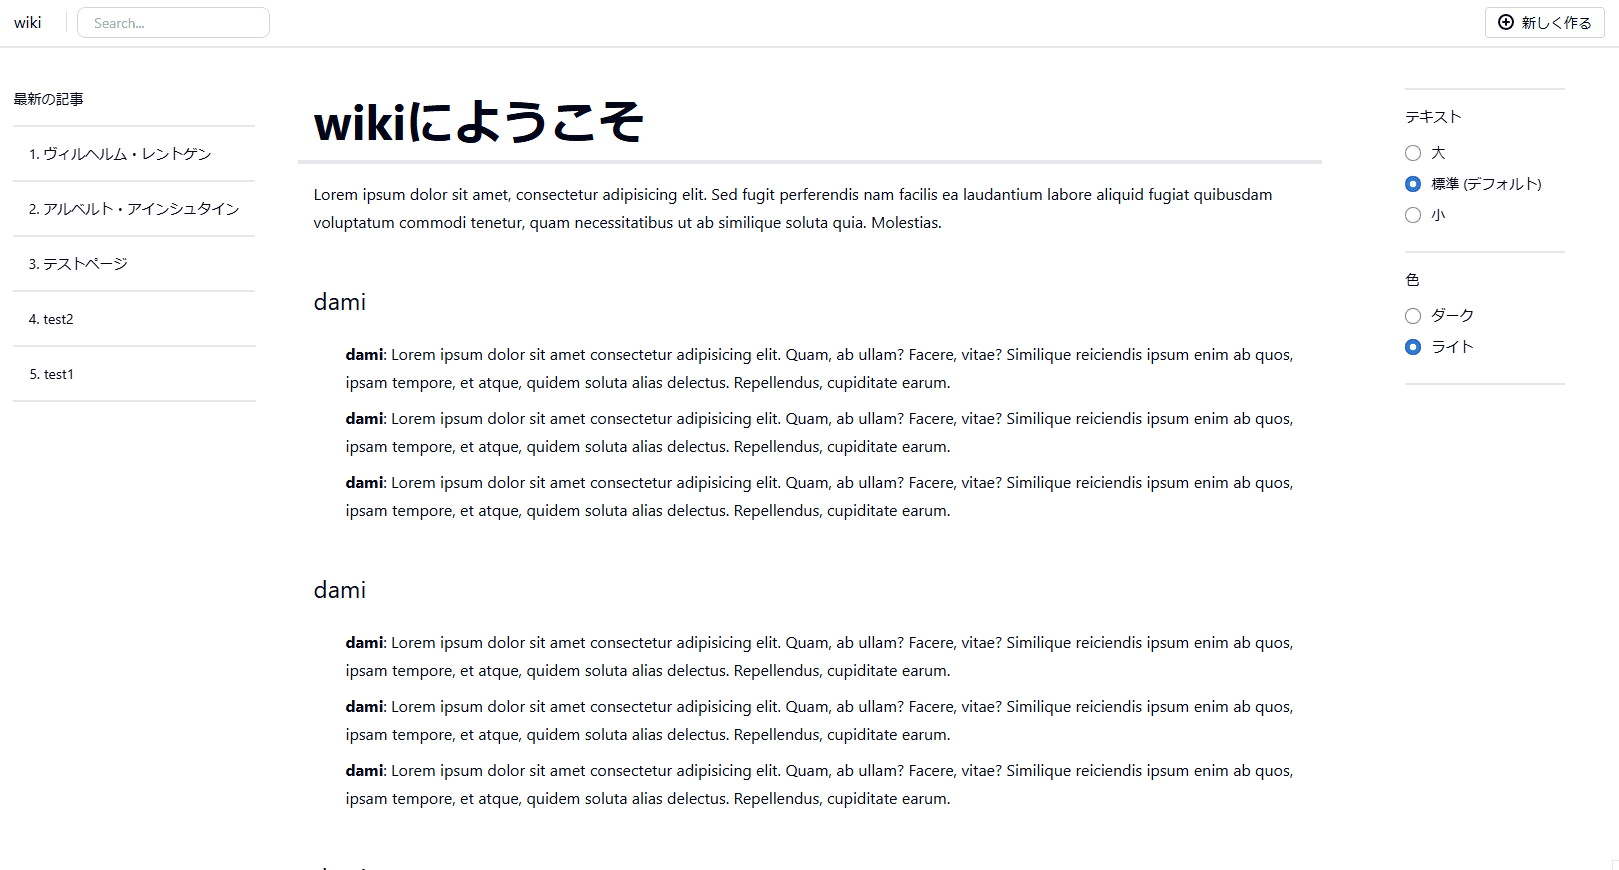 wiki
Search...
新しく作る
最新の記事
1. ヴィルヘルム・レントゲン
2. アルベルト・アインシュタイン
3. テストページ
4. test2
5. test1
wikiにようこそ
Lorem ipsum dolor sit amet, consectetur adipisicing elit. Sed fugit perferendis nam facilis ea laudantium labore aliquid fugiat quibusdam
voluptatum commodi tenetur, quam necessitatibus ut ab similique soluta quia. Molestias.
dami
dami: Lorem ipsum dolor sit amet consectetur adipisicing elit. Quam, ab ullam? Facere, vitae? Similique reiciendis ipsum enim ab quos,
ipsam tempore, et atque, quidem soluta alias delectus. Repellendus, cupiditate earum.
dami: Lorem ipsum dolor sit amet consectetur adipisicing elit. Quam, ab ullam? Facere, vitae? Similique reiciendis ipsum enim ab quos,
ipsam tempore, et atque, quidem soluta alias delectus. Repellendus, cupiditate earum.
dami: Lorem ipsum dolor sit amet consectetur adipisicing elit. Quam, ab ullam? Facere, vitae? Similique reiciendis ipsum enim ab quos,
ipsam tempore, et atque, quidem soluta alias delectus. Repellendus, cupiditate earum.
dami
dami: Lorem ipsum dolor sit amet consectetur adipisicing elit. Quam, ab ullam? Facere, vitae? Similique reiciendis ipsum enim ab quos,
ipsam tempore, et atque, quidem soluta alias delectus. Repellendus, cupiditate earum.
dami: Lorem ipsum dolor sit amet consectetur adipisicing elit. Quam, ab ullam? Facere, vitae? Similique reiciendis ipsum enim ab quos,
ipsam tempore, et atque, quidem soluta alias delectus. Repellendus, cupiditate earum.
dami: Lorem ipsum dolor sit amet consectetur adipisicing elit. Quam, ab ullam? Facere, vitae? Similique reiciendis ipsum enim ab quos,
ipsam tempore, et atque, quidem soluta alias delectus. Repellendus, cupiditate earum.
テキスト
大
標準 (デフォルト)
小
色
ダーク
ライト